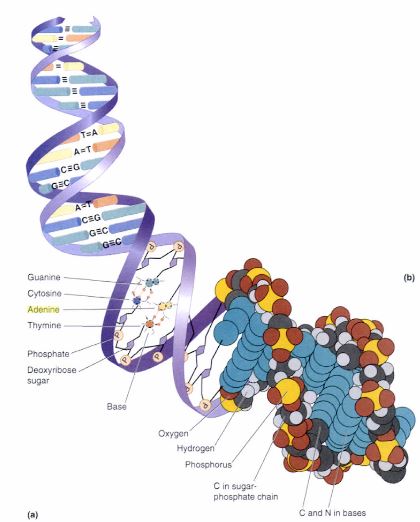 T=A
A=T
C≡G
G≡C
A=T
C≡G
G≡C
G≡C
P
P
Guanine
(b)
Cytosine
Adenine
Thymine
P
Phosphate
P
Deoxyribose
sugar
P
Base
Oxygen
Hydrogen
Phosphorus
C in sugar-
phosphate chain
C and N in bases
(a)